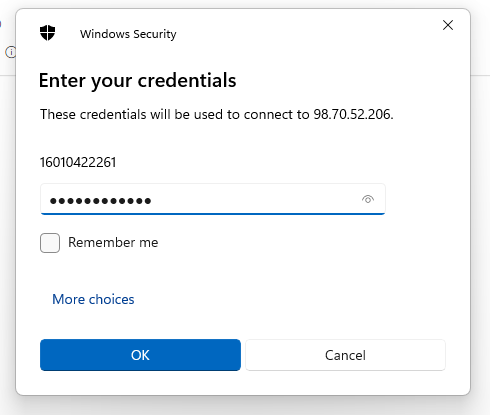 Windows Security
Enter your credentials
These credentials will be used to connect to 98.70.52.206.
16010422261
●●●●●●●●●●●●
Remember me
More choices
OK
Cancel